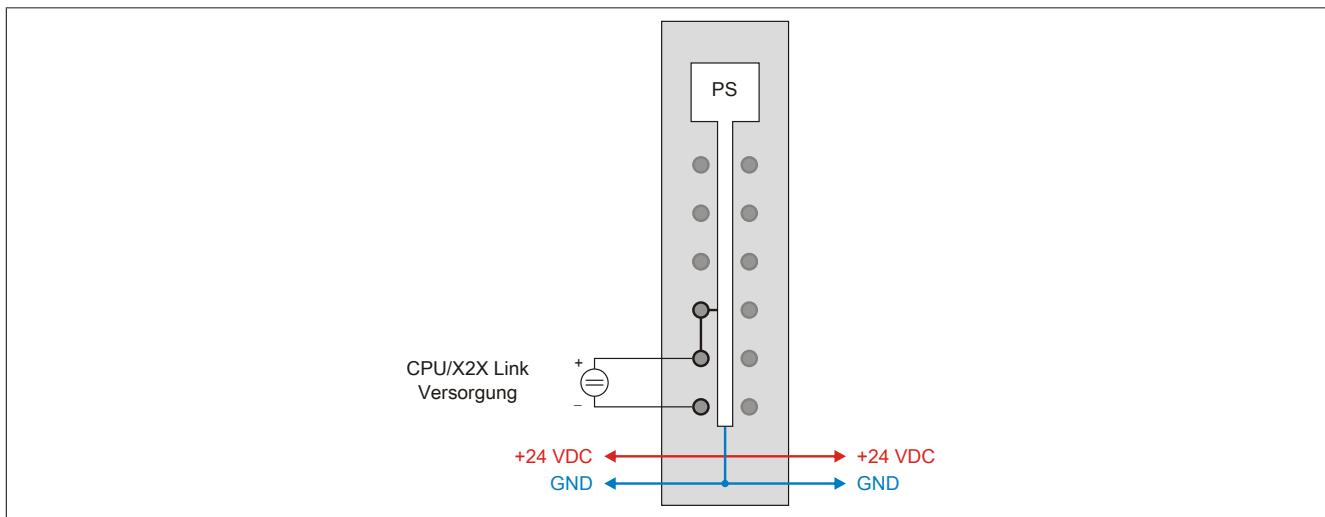 PS
CPU/X2X Link
Versorgung
+
–
+24 VDC
+24 VDC
GND
GND